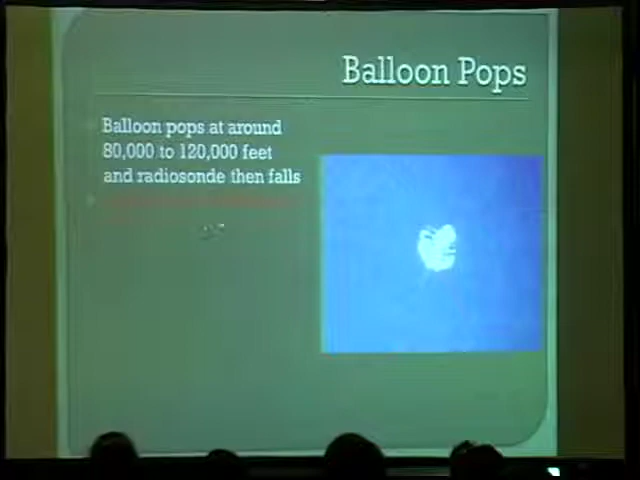 Balloon Pops
Balloon pops at around
80,000 to 120,000 feet
and radiosonde then falls